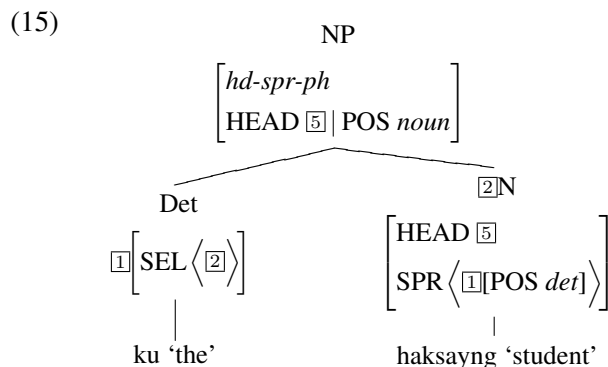 (15)
NP
hd-spr-ph
HEAD 5 | POS noun
Det
2N
1[SEL ⟨2⟩]
HEAD 5
SPR ⟨1[POS det]⟩
ku ‘the’
haksayng ‘student’